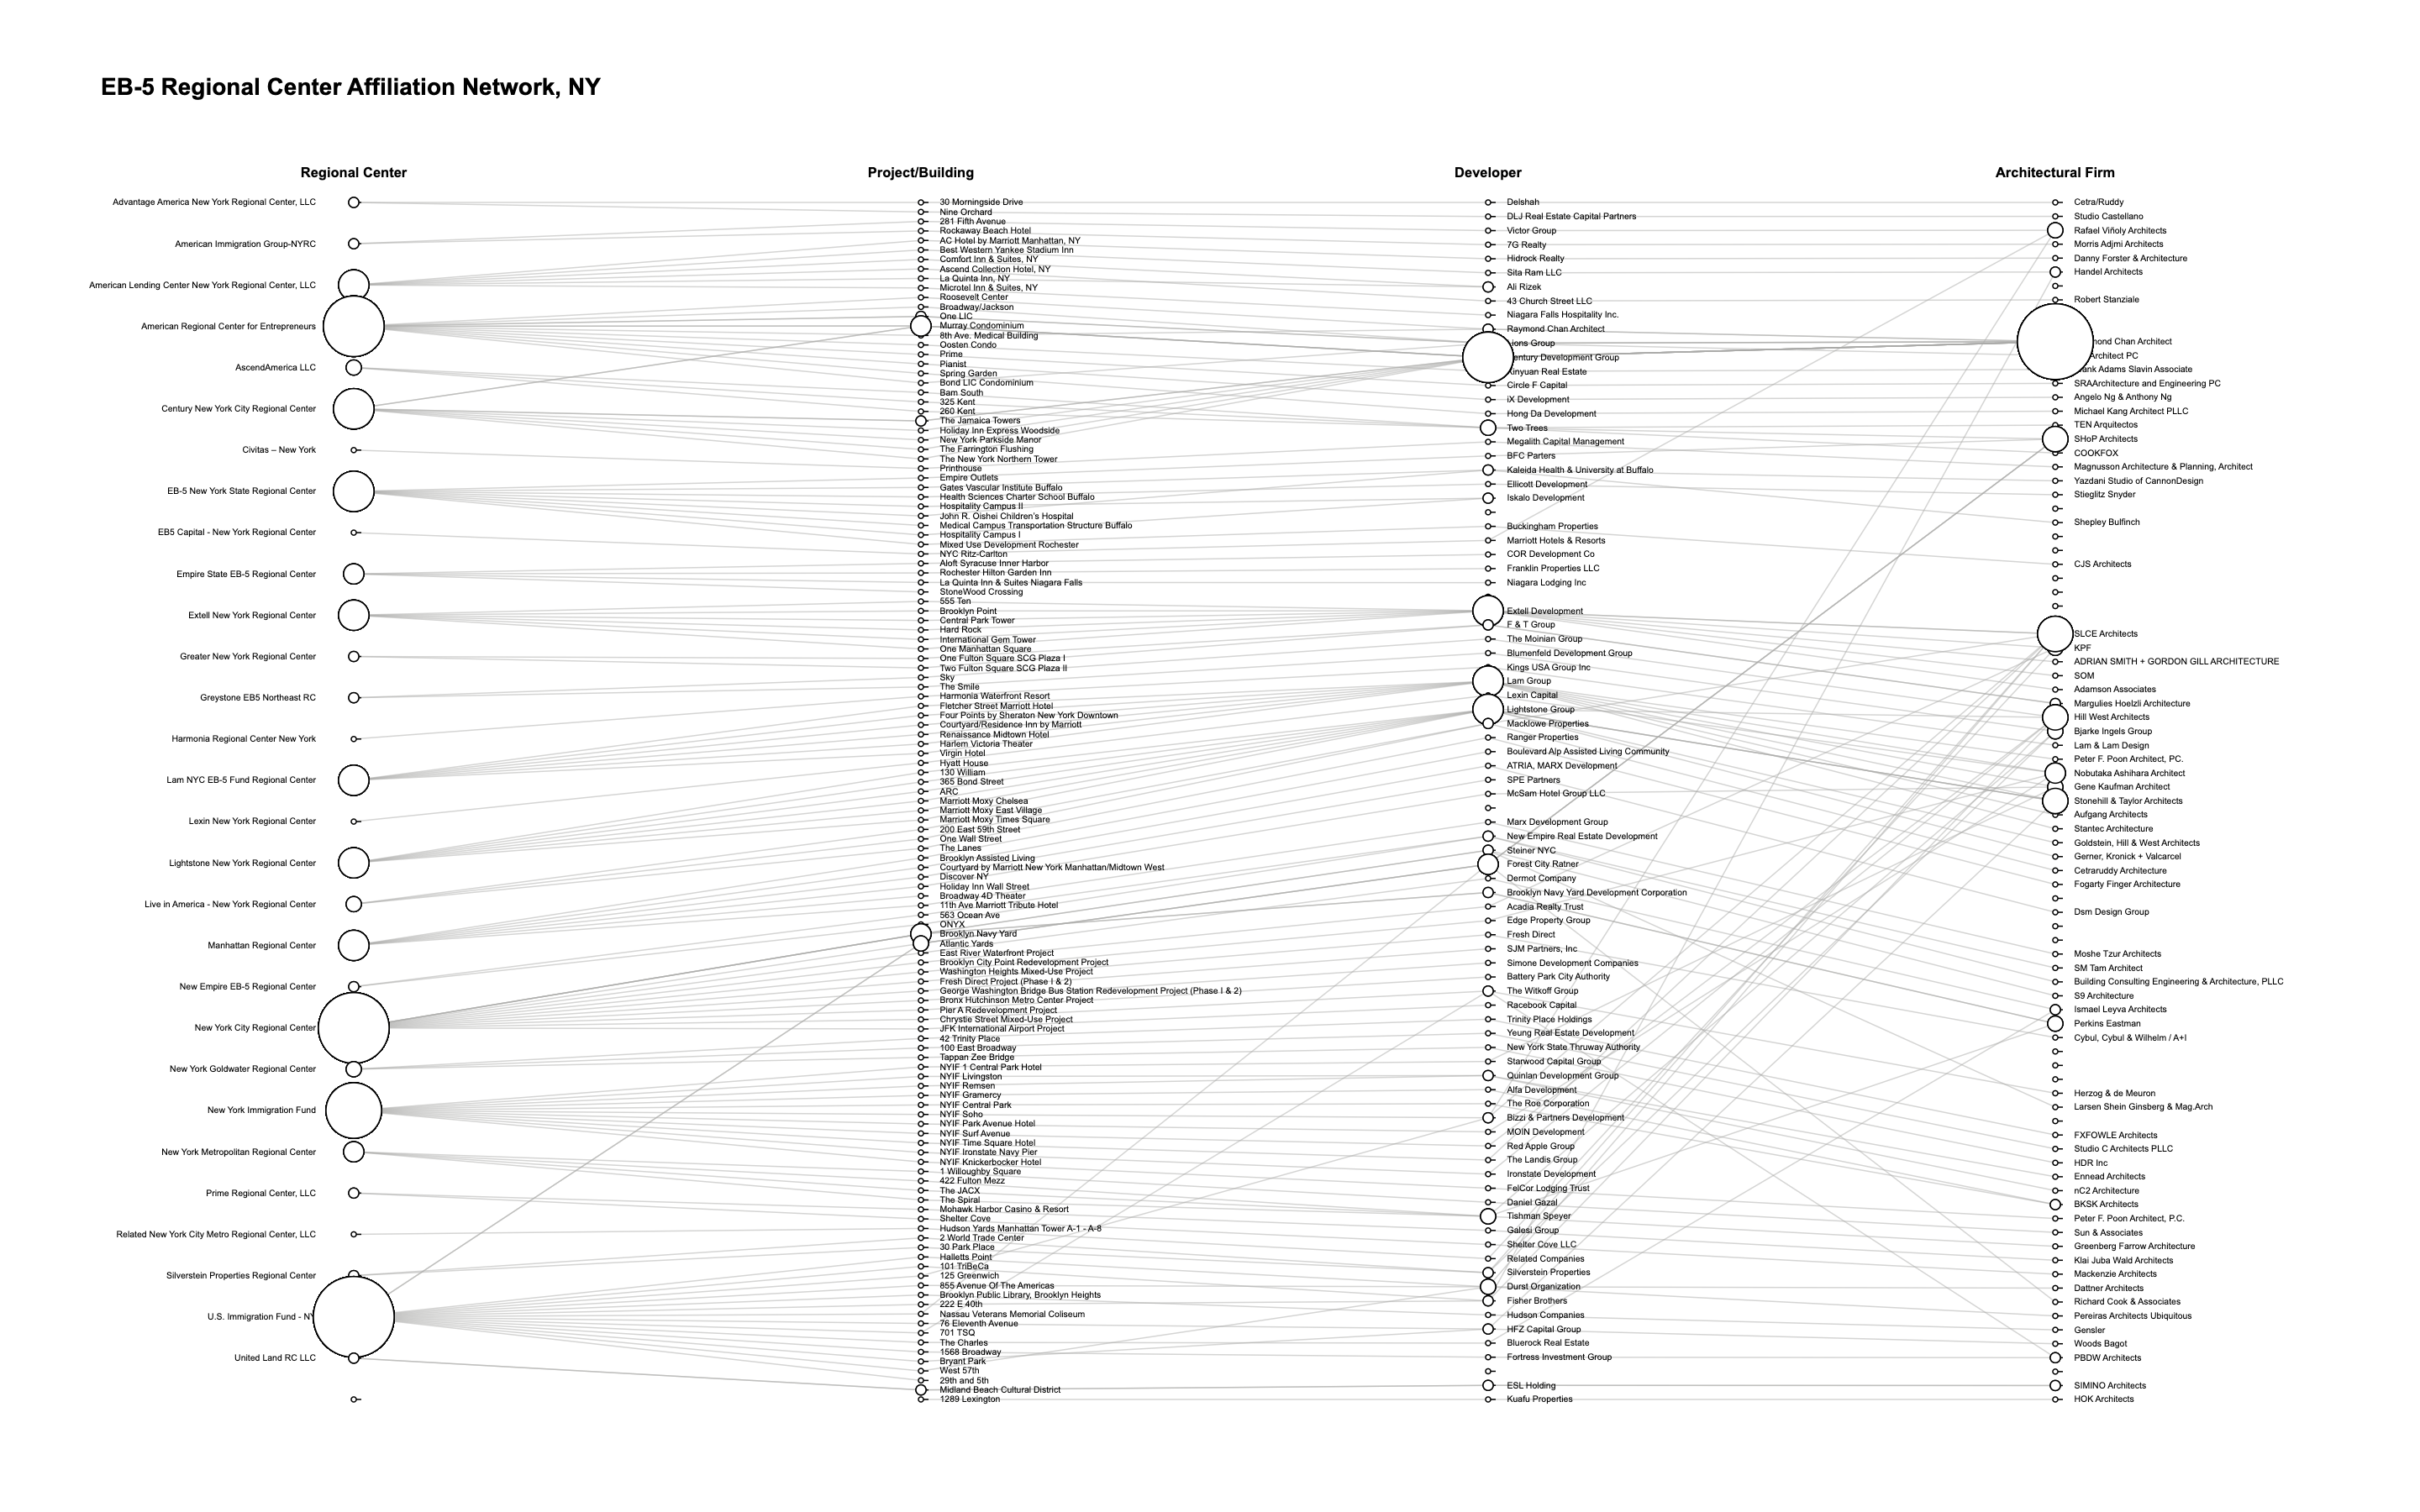 EB-5 Regional Center Affiliation Network, NY
Regional Center
Advantage America New York Regional Center, LLC
American Immigration Group-NYRC
American Lending Center New York Regional Center, LLC
American Regional Center for Entrepreneurs
AscendAmerica LLC
Century New York City Regional Center
Civitas – New York
EB-5 New York State Regional Center
EB5 Capital - New York Regional Center
Empire State EB-5 Regional Center
Extell New York Regional Center
Greater New York Regional Center
Greystone EB5 Northeast RC
Harmonia Regional Center New York
Lam NYC EB-5 Fund Regional Center
Lexin New York Regional Center
Lightstone New York Regional Center
Live in America - New York Regional Center
Manhattan Regional Center
New Empire EB-5 Regional Center
New York City Regional Center
New York Goldwater Regional Center
New York Immigration Fund
New York Metropolitan Regional Center
Prime Regional Center, LLC
Related New York City Metro Regional Center, LLC
Silverstein Properties Regional Center
U.S. Immigration Fund - NY
United Land RC LLC
Project/Building
30 Morningside Drive
Nine Orchard
281 Fifth Avenue
Rockaway Beach Hotel
AC Hotel by Marriott Manhattan, NY
Best Western Yankee Stadium Inn
Comfort Inn & Suites, NY
Ascend Collection Hotel, NY
La Quinta Inn, NY
Microtel Inn & Suites, NY
Roosevelt Center
Broadway/Jackson
One LIC
Murray Condominium
8th Ave. Medical Building
Oosten Condo
Prime
Pianist
Spring Garden
Bond LIC Condominium
Bam South
325 Kent
260 Kent
The Jamaica Towers
Holiday Inn Express Woodside
New York Parkside Manor
The Farrington Flushing
The New York Northern Tower
Printhouse
Empire Outlets
Gates Vascular Institute Buffalo
Health Sciences Charter School Buffalo
Hospitality Campus II
John R. Oishei Children's Hospital
Medical Campus Transportation Structure Buffalo
Hospitality Campus I
Mixed Use Development Rochester
NYC Ritz-Carlton
Aloft Syracuse Inner Harbor
Rochester Hilton Garden Inn
La Quinta Inn & Suites Niagara Falls
StoneWood Crossing
555 Ten
Brooklyn Point
Central Park Tower
Hard Rock
International Gem Tower
One Manhattan Square
One Fulton Square SCG Plaza I
Two Fulton Square SCG Plaza II
Sky
The Smile
Harmonia Waterfront Resort
Fletcher Street Marriott Hotel
Four Points by Sheraton New York Downtown
Courtyard/Residence Inn by Marriott
Renaissance Midtown Hotel
Harlem Victoria Theater
Virgin Hotel
Hyatt House
130 William
365 Bond Street
ARC
Marriott Moxy Chelsea
Marriott Moxy East Village
Marriott Moxy Times Square
200 East 59th Street
One Wall Street
The Lanes
Brooklyn Assisted Living
Courtyard by Marriott New York Manhattan/Midtown West
Discover NY
Holiday Inn Wall Street
Broadway 4D Theater
11th Ave Marriott Tribute Hotel
563 Ocean Ave
ONYX
Brooklyn Navy Yard
Atlantic Yards
East River Waterfront Project
Brooklyn City Point Redevelopment Project
Washington Heights Mixed-Use Project
Fresh Direct Project (Phase I & 2)
George Washington Bridge Bus Station Redevelopment Project (Phase I & 2)
Bronx Hutchinson Metro Center Project
Pier A Redevelopment Project
Chrystie Street Mixed-Use Project
JFK International Airport Project
42 Trinity Place
100 East Broadway
Tappan Zee Bridge
NYIF 1 Central Park Hotel
NYIF Livingston
NYIF Remsen
NYIF Gramercy
NYIF Central Park
NYIF Soho
NYIF Park Avenue Hotel
NYIF Surf Avenue
NYIF Time Square Hotel
NYIF Ironstate Navy Pier
NYIF Knickerbocker Hotel
1 Willoughby Square
422 Fulton Mezz
The JACX
The Spiral
Mohawk Harbor Casino & Resort
Shelter Cove
Hudson Yards Manhattan Tower A-1 - A-8
2 World Trade Center
30 Park Place
Halletts Point
101 TriBeCa
125 Greenwich
855 Avenue Of The Americas
Brooklyn Public Library, Brooklyn Heights
222 E 40th
Nassau Veterans Memorial Coliseum
76 Eleventh Avenue
701 TSQ
The Charles
1568 Broadway
Bryant Park
West 57th
29th and 5th
Midland Beach Cultural District
1289 Lexington
Developer
Delshah
DLJ Real Estate Capital Partners
Victor Group
7G Realty
Hidrock Realty
Sita Ram LLC
Ali Rizek
43 Church Street LLC
Niagara Falls Hospitality Inc.
Raymond Chan Architect
ions Group
entury Development Group
Xinyuan Real Estate
Circle F Capital
iX Development
Hong Da Development
Two Trees
Megalith Capital Management
BFC Parters
Kaleida Health & University at Buffalo
Ellicott Development
Iskalo Development
Buckingham Properties
Marriott Hotels & Resorts
COR Development Co
Franklin Properties LLC
Niagara Lodging Inc
Extell Development
F & T Group
The Moinian Group
Blumenfeld Development Group
Kings USA Group Inc
Lam Group
Lexin Capital
Lightstone Group
Macklowe Properties
Ranger Properties
Boulevard Alp Assisted Living Community
ATRIA, MARX Development
SPE Partners
McSam Hotel Group LLC
Marx Development Group
New Empire Real Estate Development
Steiner NYC
Forest City Ratner
Dermot Company
Brooklyn Navy Yard Development Corporation
Acadia Realty Trust
Edge Property Group
Fresh Direct
SJM Partners, Inc
Simone Development Companies
Battery Park City Authority
The Witkoff Group
Racebook Capital
Trinity Place Holdings
Yeung Real Estate Development
New York State Thruway Authority
Starwood Capital Group
Quinlan Development Group
Alfa Development
The Roe Corporation
Bizzi & Partners Development
MOIN Development
Red Apple Group
The Landis Group
Ironstate Development
FelCor Lodging Trust
Daniel Gazal
Tishman Speyer
Galesi Group
Shelter Cove LLC
Related Companies
Silverstein Properties
Durst Organization
Fisher Brothers
Hudson Companies
HFZ Capital Group
Bluerock Real Estate
Fortress Investment Group
ESL Holding
Kuafu Properties
Architectural Firm
Cetra/Ruddy
Studio Castellano
Rafael Viñoly Architects
Morris Adjmi Architects
Danny Forster & Architecture
Handel Architects
Robert Stanziale
mond Chan Architect
Architect PC
ank Adams Slavin Associate
SRAArchitecture and Engineering PC
Angelo Ng & Anthony Ng
Michael Kang Architect PLLC
TEN Arquitectos
SHoP Architects
COOKFOX
Magnusson Architecture & Planning, Architect
Yazdani Studio of CannonDesign
Stieglitz Snyder
Shepley Bulfinch
CJS Architects
SLCE Architects
KPF
ADRIAN SMITH + GORDON GILL ARCHITECTURE
SOM
Adamson Associates
Margulies Hoelzli Architecture
Hill West Architects
Bjarke Ingels Group
Lam & Lam Design
Peter F. Poon Architect, PC.
Nobutaka Ashihara Architect
Gene Kaufman Architect
Stonehill & Taylor Architects
Aufgang Architects
Stantec Architecture
Goldstein, Hill & West Architects
Gerner, Kronick + Valcarcel
Cetraruddy Architecture
Fogarty Finger Architecture
Dsm Design Group
Moshe Tzur Architects
SM Tam Architect
Building Consulting Engineering & Architecture, PLLC
S9 Architecture
Ismael Leyva Architects
Perkins Eastman
Cybul, Cybul & Wilhelm / A+I
Herzog & de Meuron
Larsen Shein Ginsberg & Mag.Arch
FXFOWLE Architects
Studio C Architects PLLC
HDR Inc
Ennead Architects
nC2 Architecture
BKSK Architects
Peter F. Poon Architect, P.C.
Sun & Associates
Greenberg Farrow Architecture
Klai Juba Wald Architects
Mackenzie Architects
Dattner Architects
Richard Cook & Associates
Pereiras Architects Ubiquitous
Gensler
Woods Bagot
PBDW Architects
SIMINO Architects
HOK Architects